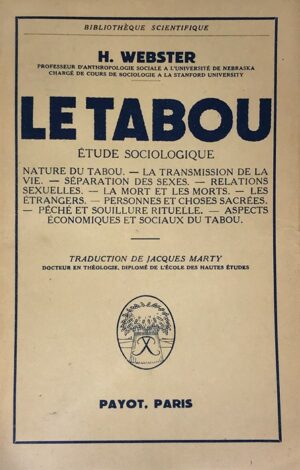 BIBLIOTHÈQUE SCIENTIFIQUE
H. WEBSTER
PROFESSEUR D'ANTHROPOLOGIE SOCIALE A L'UNIVERSITÉ DE NEBRASKA
CHARGÉ DE COURS DE SOCIOLOGIE A LA STANFORD UNIVERSITY
LE TABOU
ÉTUDE SOCIOLOGIQUE
NATURE DU TABOU. — LA TRANSMISSION DE LA
VIE. — SÉPARATION DES SEXES. — RELATIONS
SEXUELLES. — LA MORT ET LES MORTS. — LES
ÉTRANGERS. — PERSONNES ET CHOSES SACRÉES.
— PÉCHÉ ET SOUILLURE RITUELLE. — ASPECTS
ÉCONOMIQUES ET SOCIAUX DU TABOU.
TRADUCTION DE JACQUES MARTY
DOCTEUR EN THÉOLOGIE, DIPLOMÉ DE L'ÉCOLE DES HAUTES ÉTUDES
PAYOT, PARIS